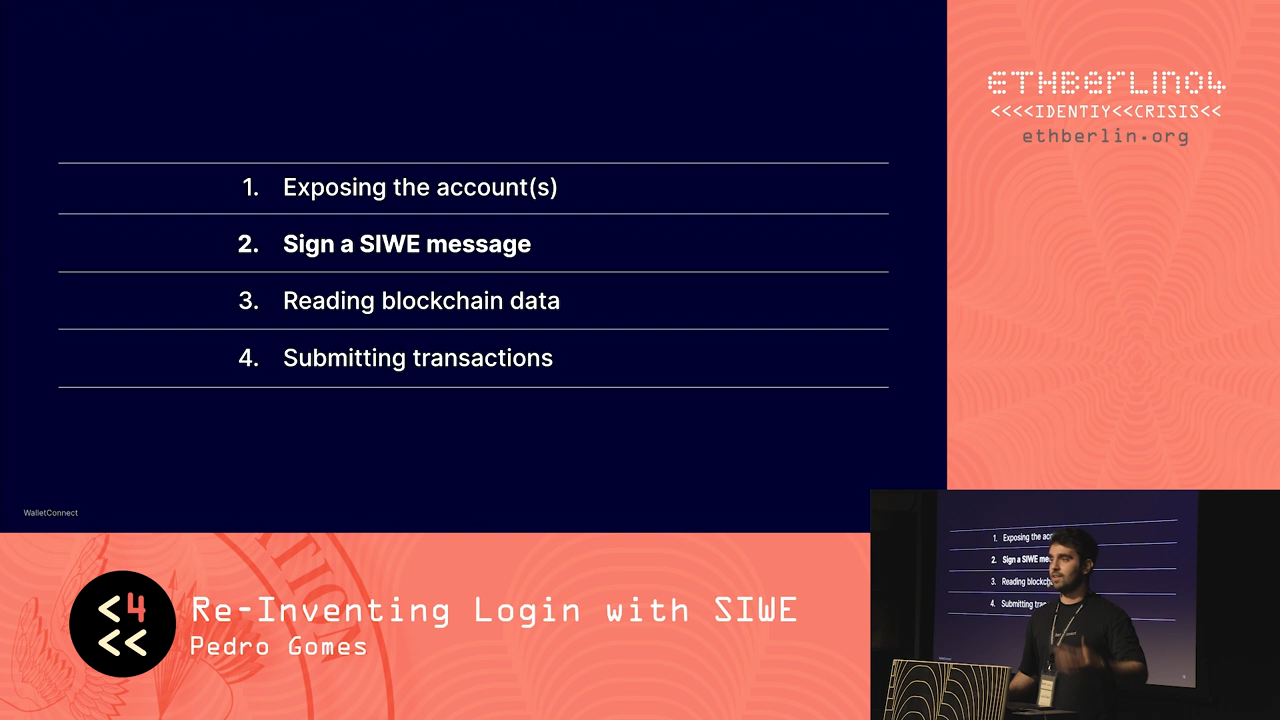 1. Exposing the account(s)
2. Sign a SIWE message
3. Reading blockchain data
4. Submitting transactions
WalletConnect
ETHBerlin04
<<<<IDENTIY<<CRISIS<<
ethberlin.org
<4
<<
Re-Inventing Login with SIWE
Pedro Gomes
ATION
1. Exposing the acc
2. Sign a SIWE me
3. Reading blockch
4. Submitting tra